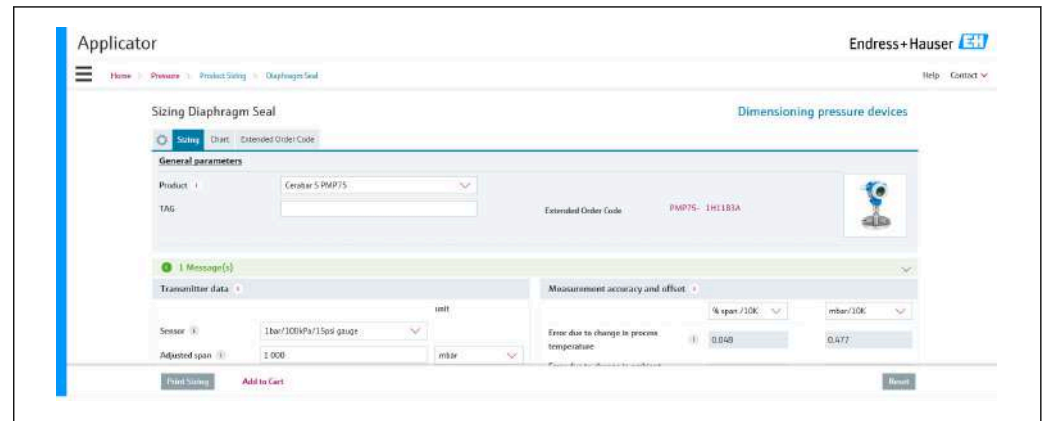 Applicator
Endress+Hauser EH
Home Pressure Product Sizing Diaphragm Seal
Help Contact
Sizing Diaphragm Seal
Dimensioning pressure devices
Sizing Chart Extended Order Code
General parameters
Product i Cerabar S PMP75
TAG
Extended Order Code PMP75- 1H11B3A
1 Message(s)
Transmitter data i
Measurement accuracy and offset i
unit
% span /10K mbar/10K
Sensor i 1bar/100kPa/15psi gauge
Error due to change in process temperature i 0.048 0.477
Adjusted span i 1 000 mbar
Print Sizing Add to Cart Reset